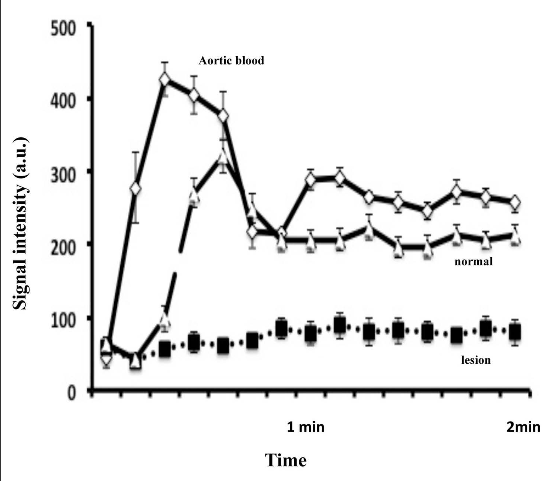 500
400
300
200
100
0
Signal intensity (a.u.)
Aortic blood
normal
lesion
1 min
2min
Time